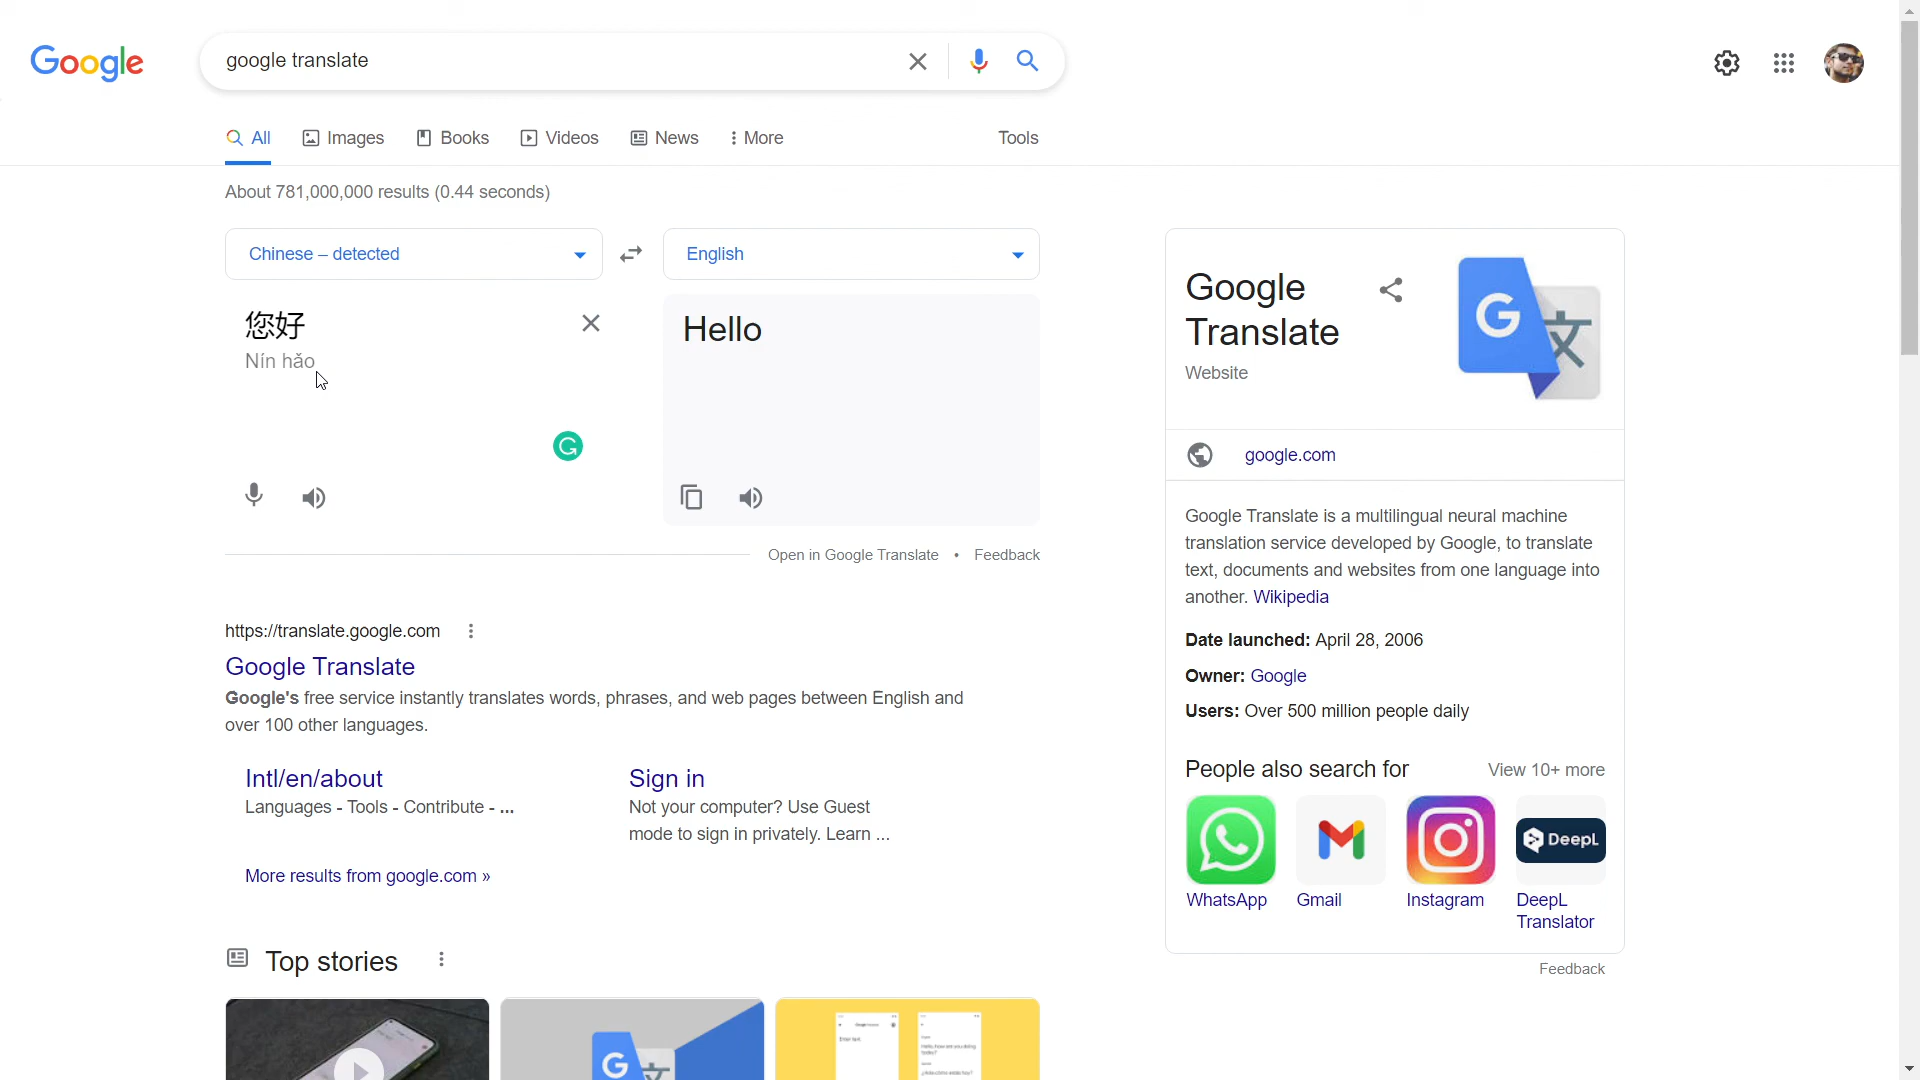 Google
google translate
All
Images
Books
Videos
News
More
Tools
About 781,000,000 results (0.44 seconds)
Chinese – detected
English
您好
Nín hǎo
Hello
Open in Google Translate • Feedback
https://translate.google.com
Google Translate
Google's free service instantly translates words, phrases, and web pages between English and
over 100 other languages.
Intl/en/about
Languages - Tools - Contribute - ...
Sign in
Not your computer? Use Guest
mode to sign in privately. Learn ...
More results from google.com »
Top stories
Google
Translate
Website
G
文
google.com
Google Translate is a multilingual neural machine
translation service developed by Google, to translate
text, documents and websites from one language into
another. Wikipedia
Date launched: April 28, 2006
Owner: Google
Users: Over 500 million people daily
People also search for
View 10+ more
DeepL
WhatsApp
Gmail
Instagram
DeepL
Translator
Feedback